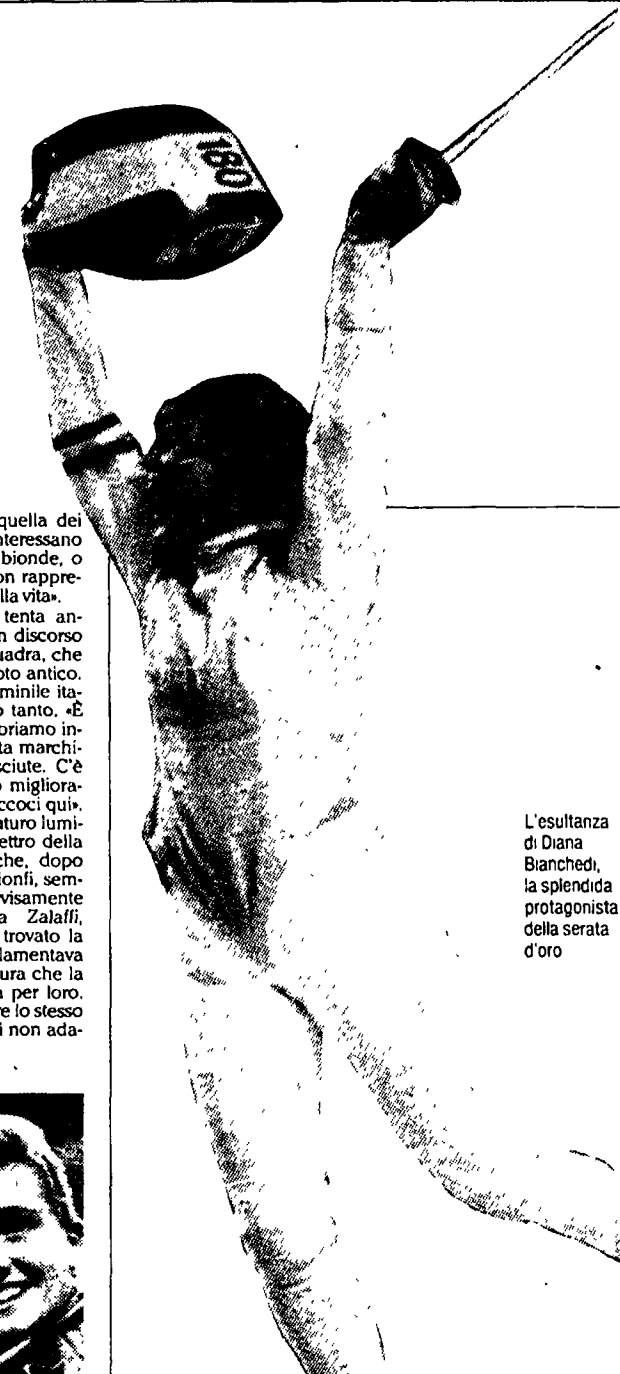 180
quella dei
nteressano
bionde, o
on rappre-
lla vita».
tenta an-
n discorso
uadra, che
oto antico.
minile ita-
o tanto. «È
oriamo in-
ta marchi-
sciute. C'è
o migliora-
ccoci qui».
turo lumi-
ettro della
che, dopo
ionfi, sem-
visamente
a Zalaffi,
trovato la
lamentava
ura che la
a per loro.
re lo stesso
i non ada-
L'esultanza
di Diana
Bianchedi,
la splendida
protagonista
della serata
d'oro